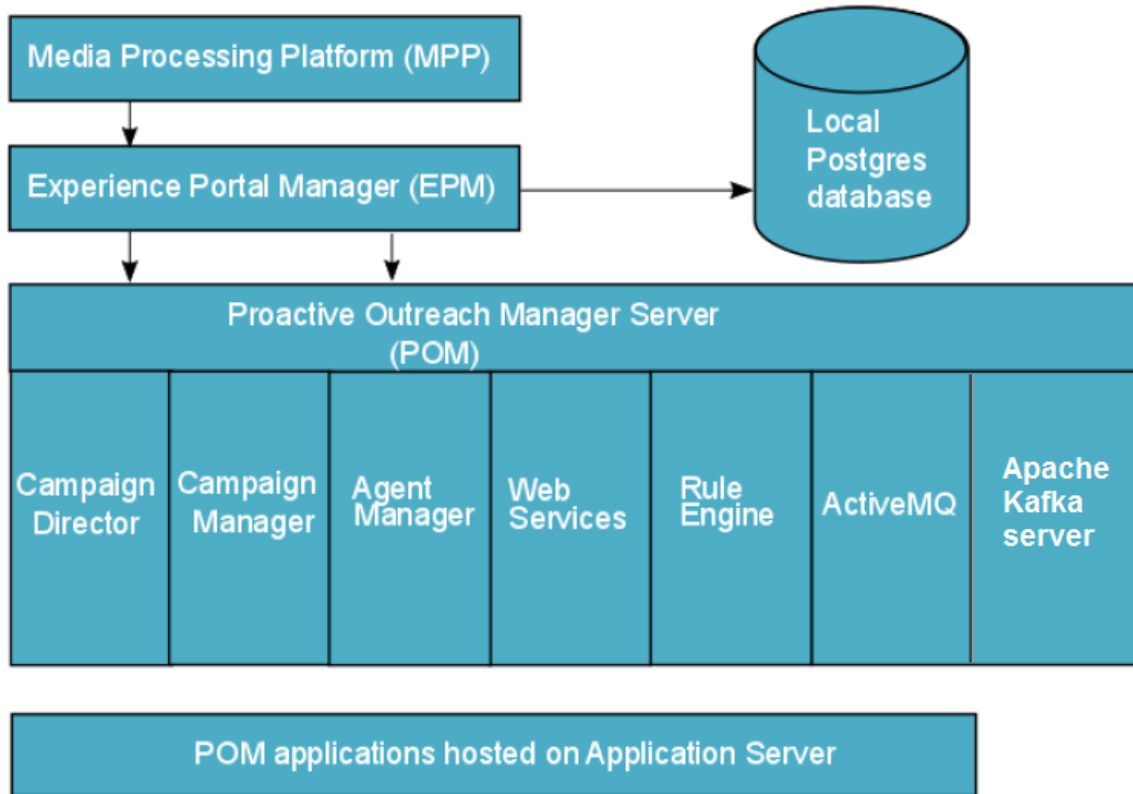 Media Processing Platform (MPP)
Local
Postgres
database
Experience Portal Manager (EPM)
Proactive Outreach Manager Server
(POM)
Campaign
Director
Campaign
Manager
Agent
Manager
Web
Services
Rule
Engine
ActiveMQ
Apache
Kafka
server
POM applications hosted on Application Server